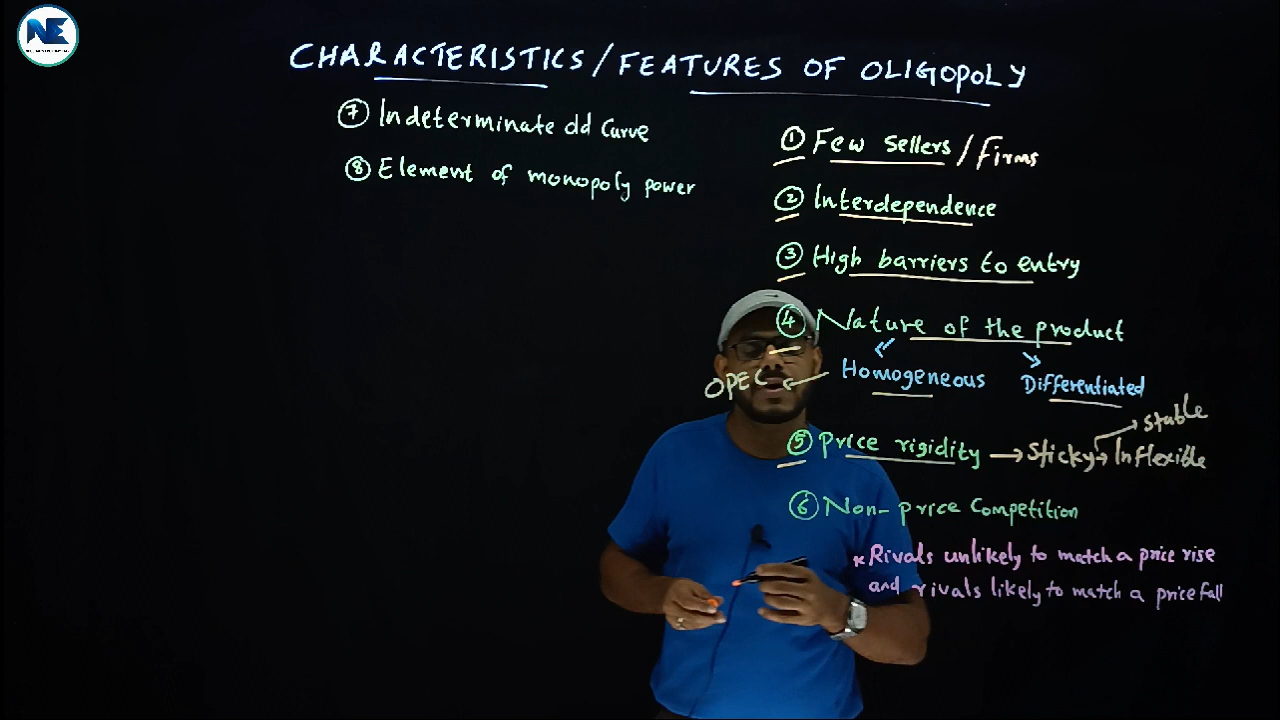 NE
CHARACTERISTICS/FEATURES OF OLIGOPOLY
① Few sellers/Firms
② Interdependence
③ High barriers to entry
④ Nature of the product
OPEC Homogeneous Differentiated
stable
⑤ Price rigidity → Sticky → Inflexible
⑥ Non-price Competition
* Rivals unlikely to match a price rise
and rivals likely to match a price fall
⑦ Indeterminate dd Curve
⑧ Element of monopoly power